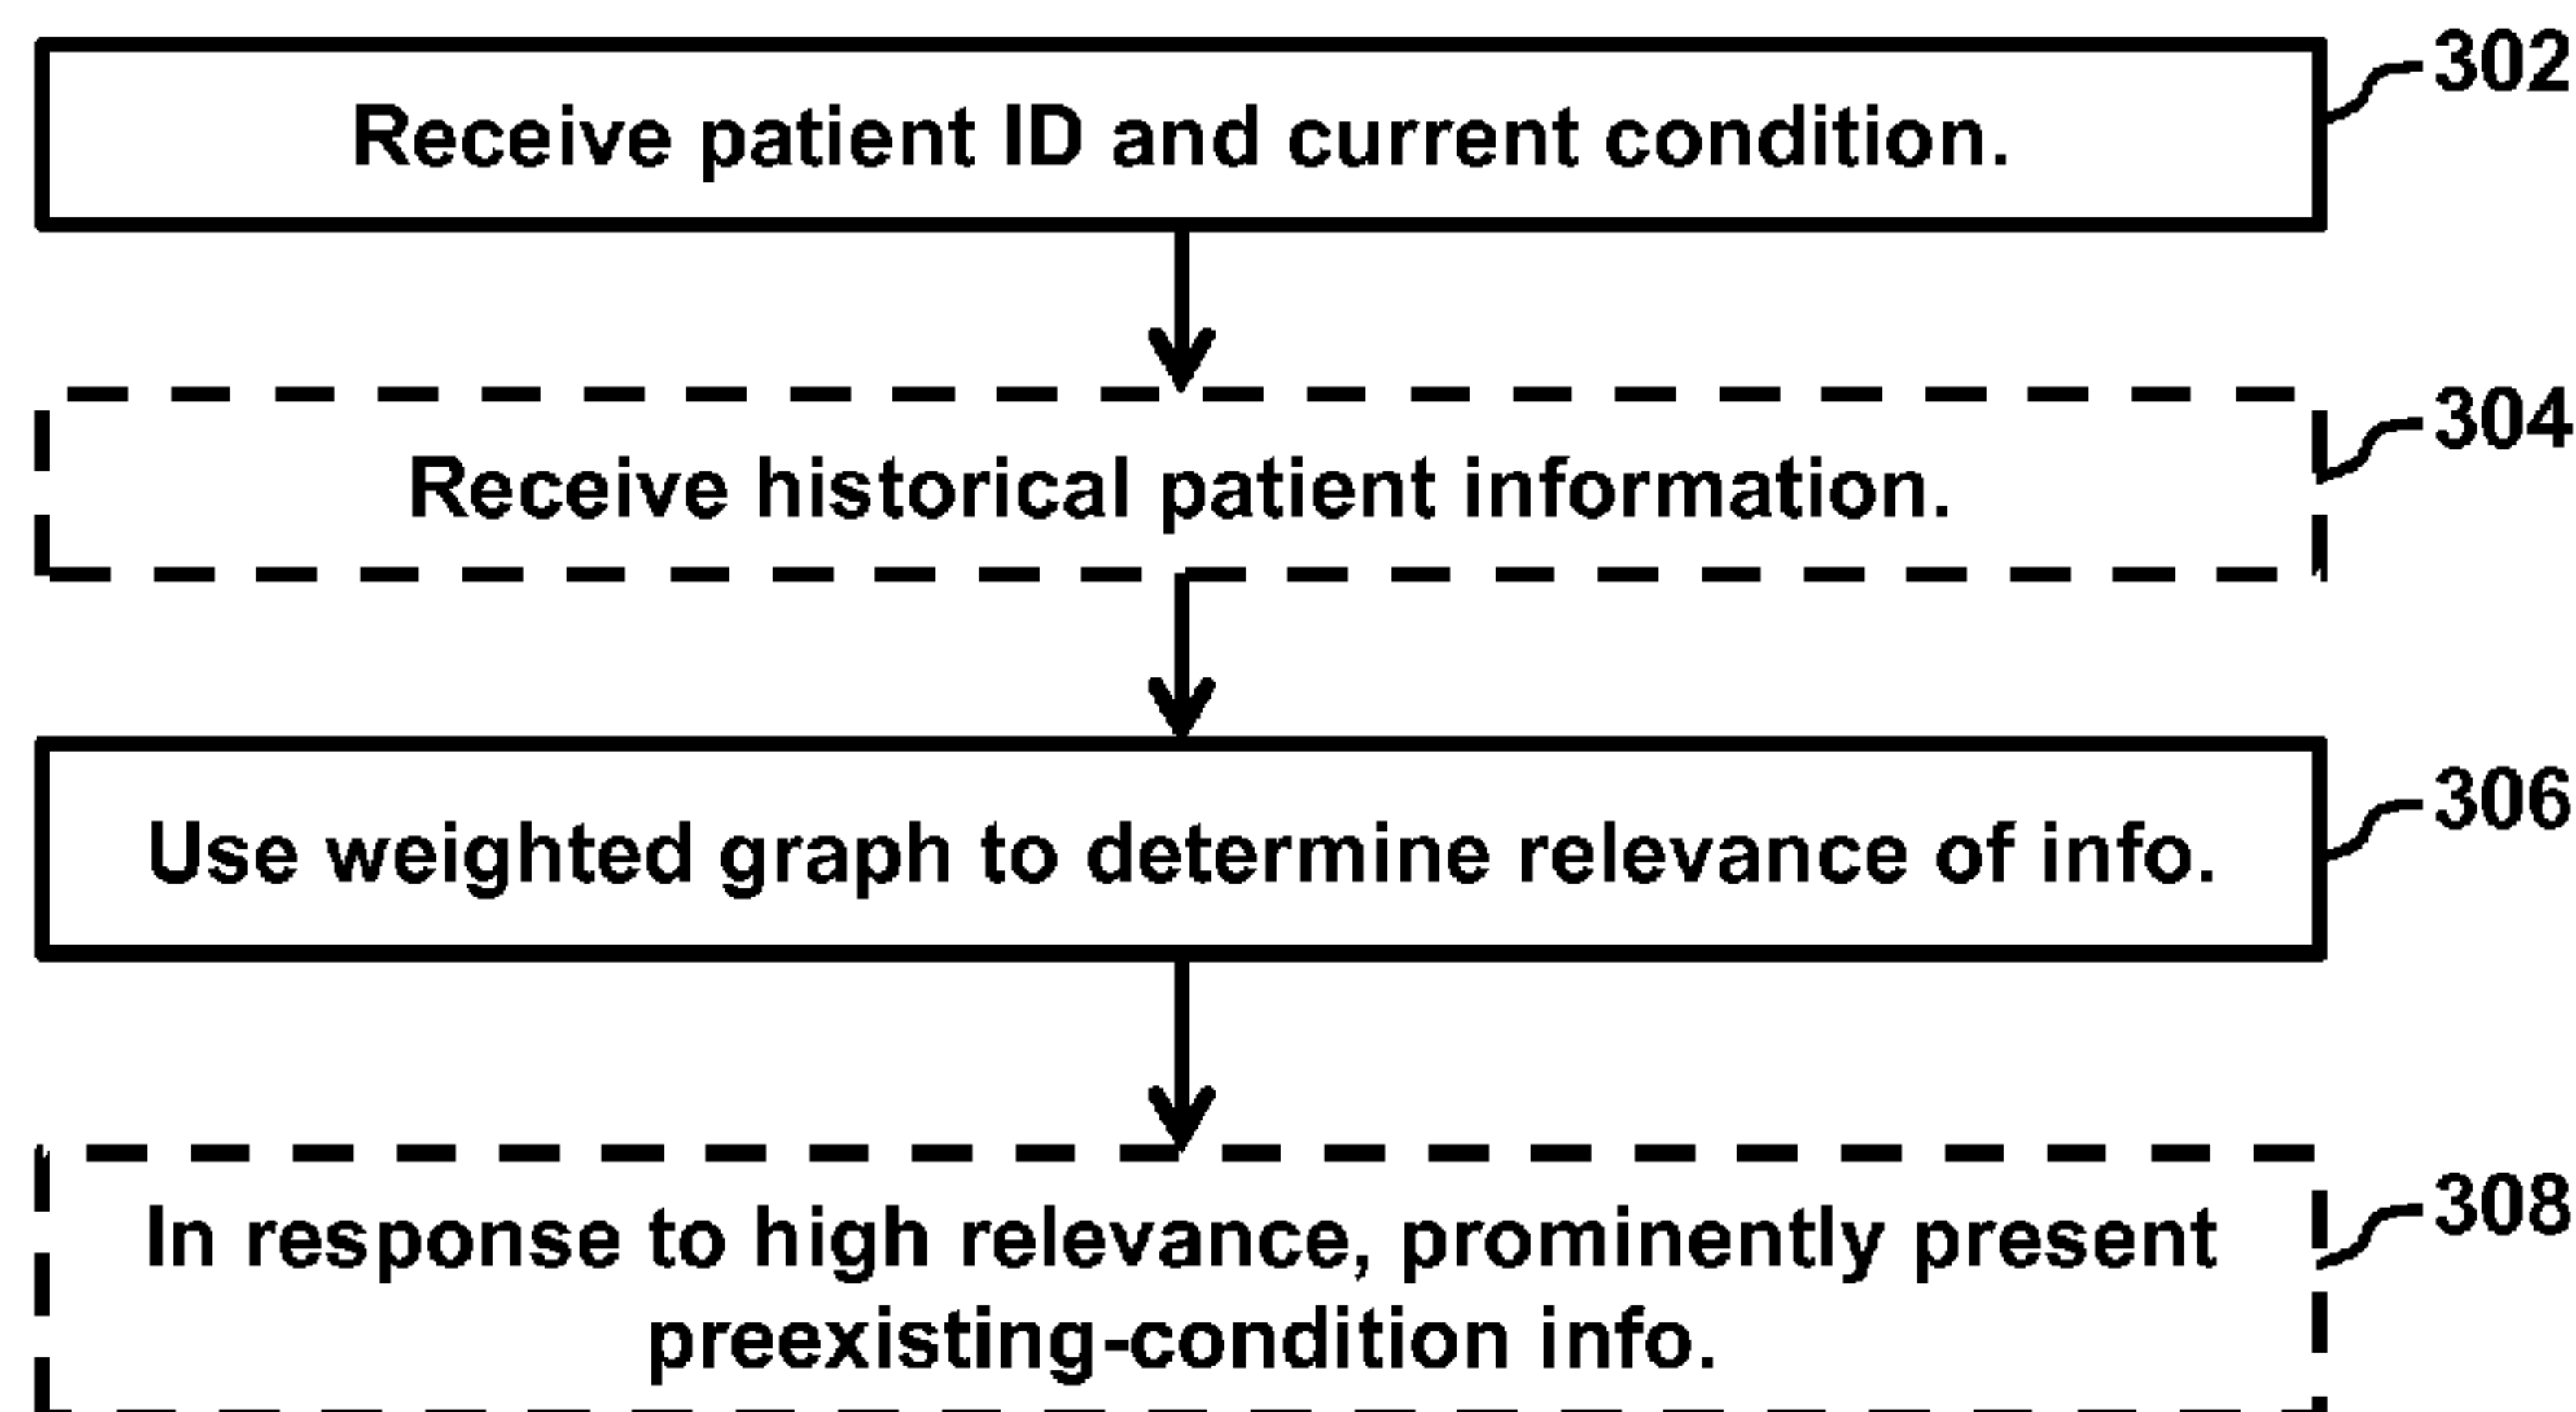 Receive patient ID and current condition.
302
Receive historical patient information.
304
Use weighted graph to determine relevance of info.
306
In response to high relevance, prominently present
preexisting-condition info.
308